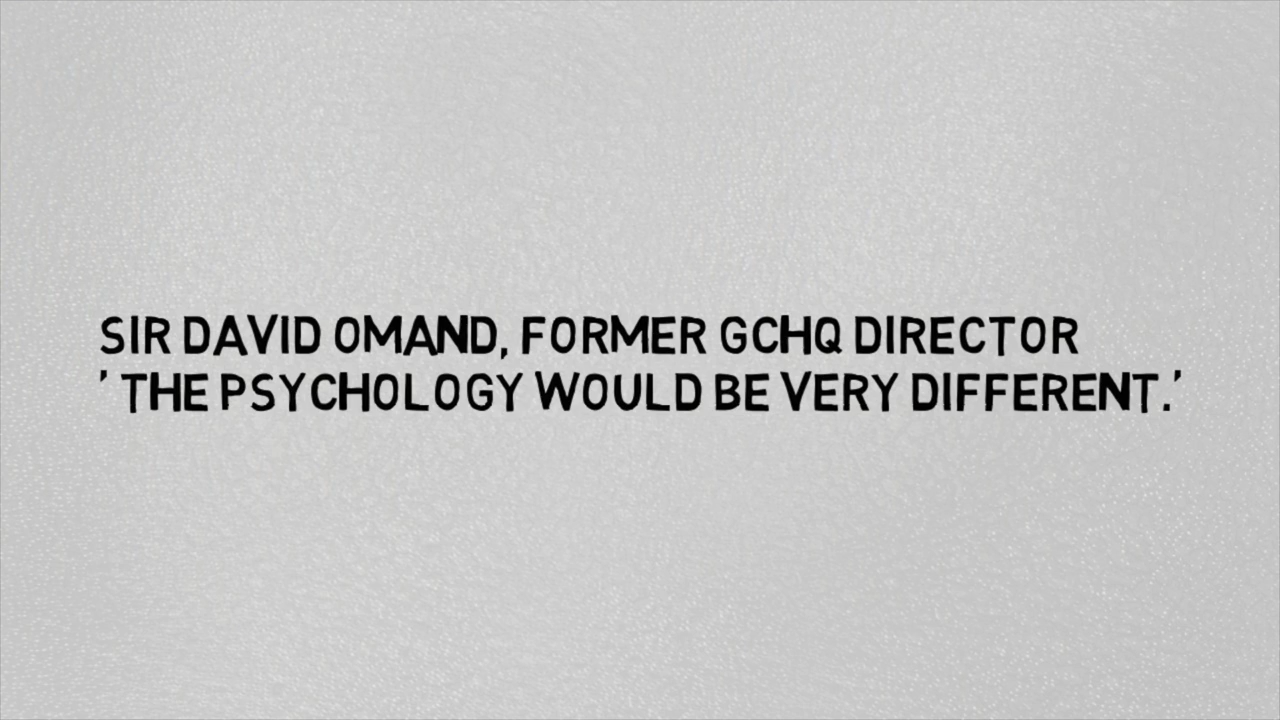 SIR DAVID OMAND, FORMER GCHQ DIRECTOR
' THE PSYCHOLOGY WOULD BE VERY DIFFERENT.'